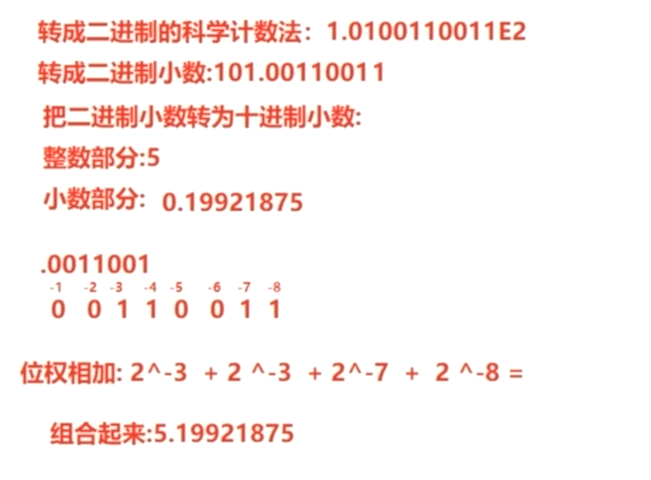 转成二进制的科学计数法：1.0100110011E2
转成二进制小数:101.00110011
把二进制小数转为十进制小数:
整数部分:5
小数部分: 0.19921875
.0011001
-1 -2 -3 -4 -5 -6 -7 -8
0 0 1 1 0 0 1 1
位权相加: 2^-3 + 2 ^-3 + 2^-7 + 2 ^-8 =
组合起来:5.19921875